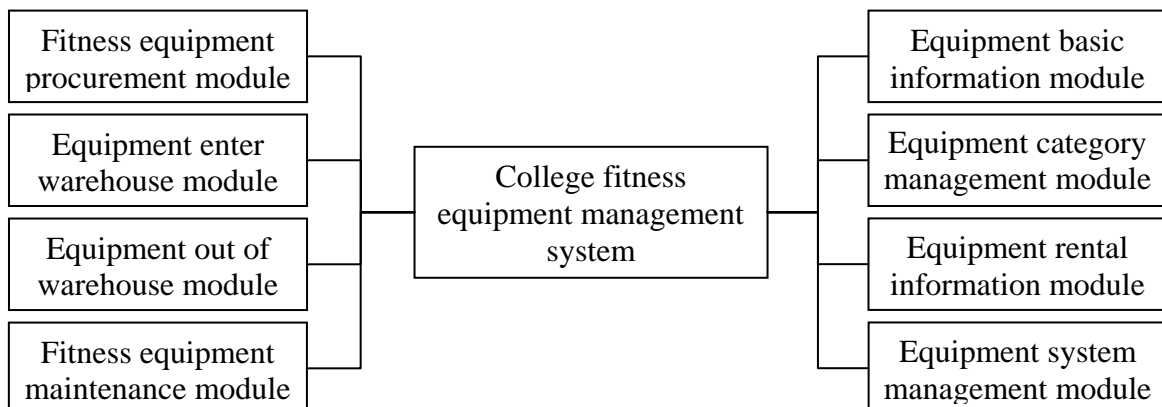 Fitness equipment
procurement module
Equipment enter
warehouse module
Equipment out of
warehouse module
Fitness equipment
maintenance module
College fitness
equipment management
system
Equipment basic
information module
Equipment category
management module
Equipment rental
information module
Equipment system
management module